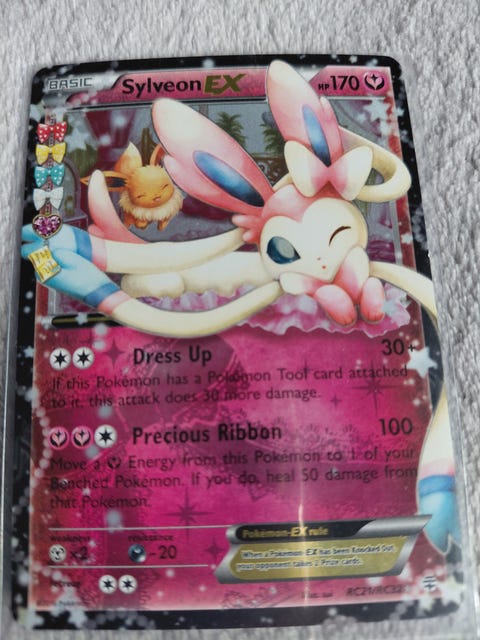 BASIC Sylveon EX HP170
Dress Up 30+
If this Pokémon has a Pokémon Tool card attached
to it, this attack does 30 more damage.
Precious Ribbon 100
Move a Energy from this Pokémon to 1 of your
Benched Pokémon. If you do, heal 50 damage from
that Pokémon.
weakness resistance
×2 -20
Pokémon-EX rule
When a Pokémon-EX has been Knocked Out,
your opponent takes 2 Prize cards.
retreat
Illus.
RC21/RC32